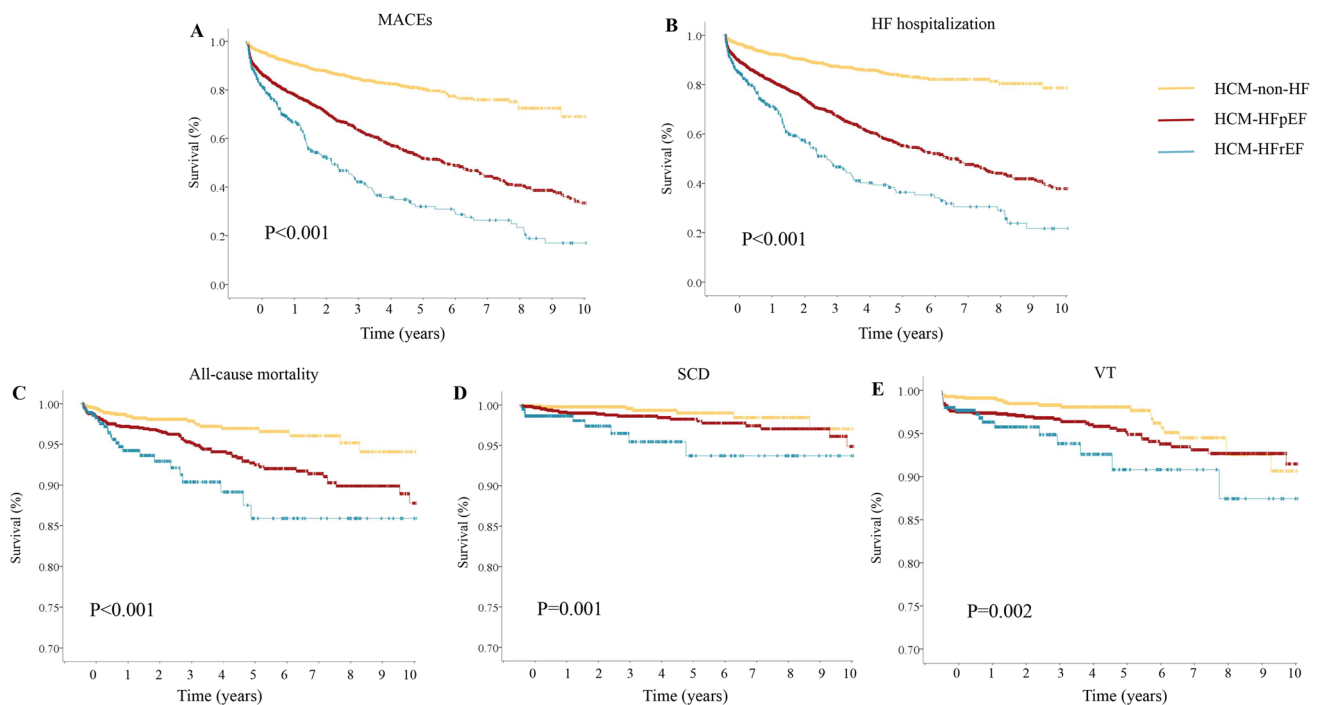 A
MACEs
Survival (%)
1.0
0.8
0.6
0.4
0.2
0.0
P<0.001
0 1 2 3 4 5 6 7 8 9 10
Time (years)
B
HF hospitalization
Survival (%)
1.0
0.8
0.6
0.4
0.2
0.0
P<0.001
0 1 2 3 4 5 6 7 8 9 10
Time (years)
HCM-non-HF
HCM-HFpEF
HCM-HFrEF
C
All-cause mortality
Survival (%)
1.00
0.95
0.90
0.85
0.80
0.75
0.70
P<0.001
0 1 2 3 4 5 6 7 8 9 10
Time (years)
D
SCD
Survival (%)
1.00
0.95
0.90
0.85
0.80
0.75
0.70
P=0.001
0 1 2 3 4 5 6 7 8 9 10
Time (years)
E
VT
Survival (%)
1.00
0.95
0.90
0.85
0.80
0.75
0.70
P=0.002
0 1 2 3 4 5 6 7 8 9 10
Time (years)